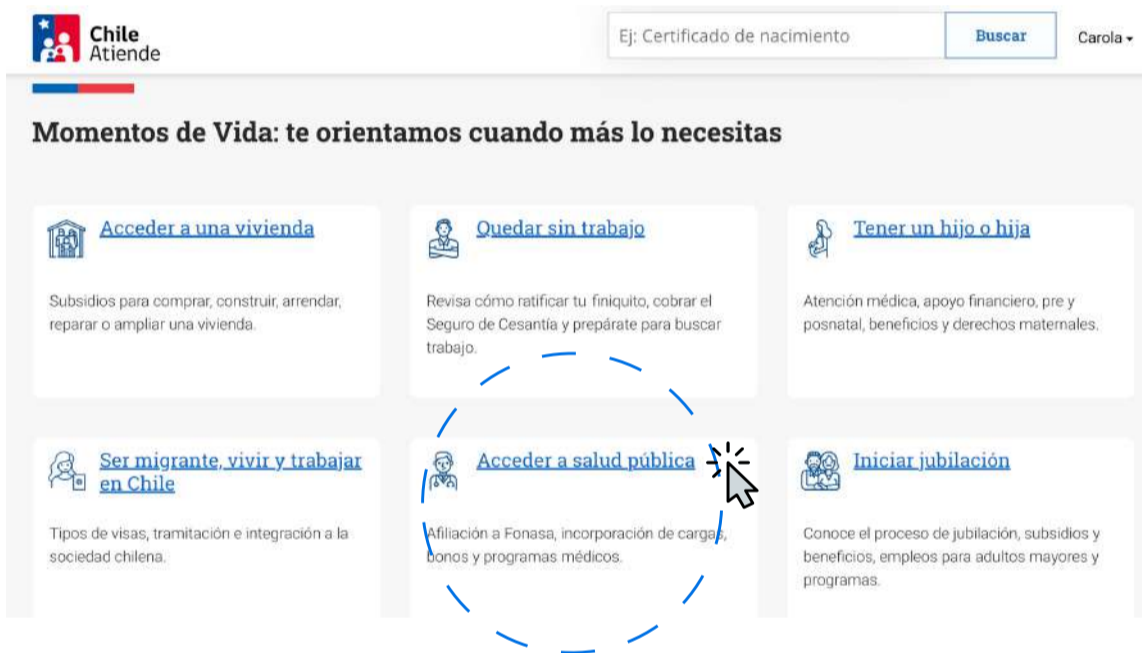 Chile
Atiende
Ej: Certificado de nacimiento
Buscar
Carola
Momentos de Vida: te orientamos cuando más lo necesitas
Acceder a una vivienda
Subsidios para comprar, construir, arrendar,
reparar o ampliar una vivienda.
Quedar sin trabajo
Revisa cómo ratificar tu finiquito, cobrar el
Seguro de Cesantía y prepárate para buscar
trabajo.
Tener un hijo o hija
Atención médica, apoyo financiero, pre y
posnatal, beneficios y derechos maternales.
Ser migrante, vivir y trabajar
en Chile
Tipos de visas, tramitación e integración a la
sociedad chilena.
Acceder a salud pública
Afiliación a Fonasa, incorporación de cargas,
bonos y programas médicos.
Iniciar jubilación
Conoce el proceso de jubilación, subsidios y
beneficios, empleos para adultos mayores y
programas.